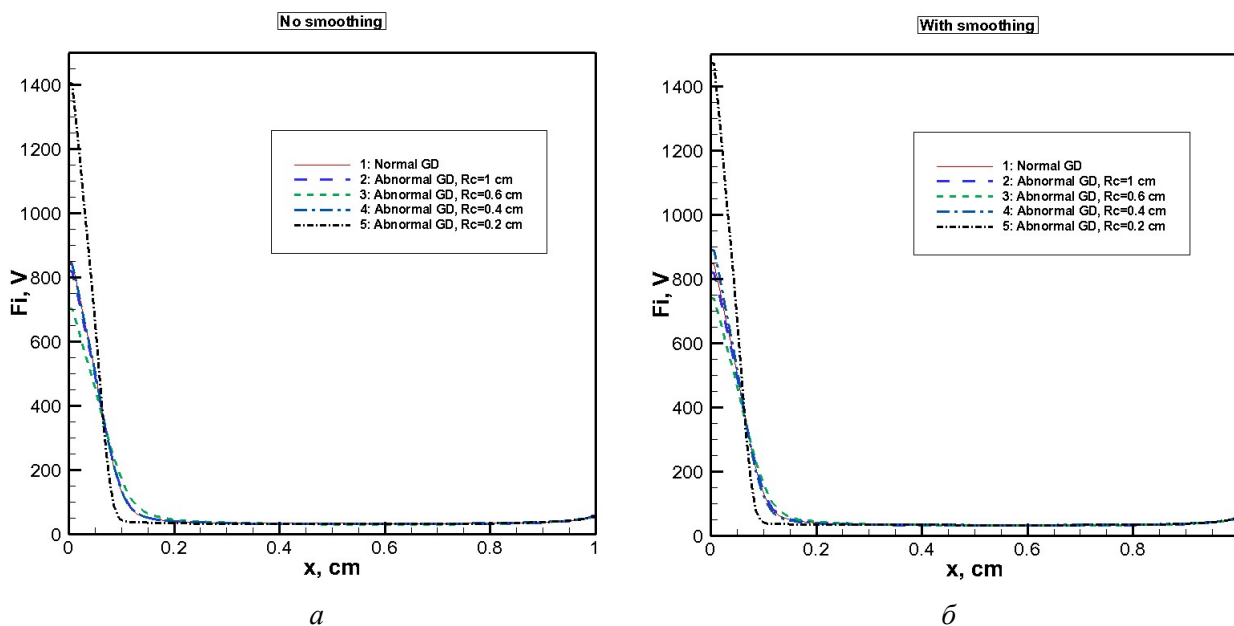 No smoothing
1400
1200
1000
800
600
400
200
0
Fi, V
1: Normal GD
2: Abnormal GD, Rc=1 cm
3: Abnormal GD, Rc=0.6 cm
4: Abnormal GD, Rc=0.4 cm
5: Abnormal GD, Rc=0.2 cm
0 0.2 0.4 0.6 0.8 1
x, cm
а
With smoothing
1400
1200
1000
800
600
400
200
0
Fi, V
1: Normal GD
2: Abnormal GD, Rc=1 cm
3: Abnormal GD, Rc=0.6 cm
4: Abnormal GD, Rc=0.4 cm
5: Abnormal GD, Rc=0.2 cm
0 0.2 0.4 0.6 0.8
x, cm
б